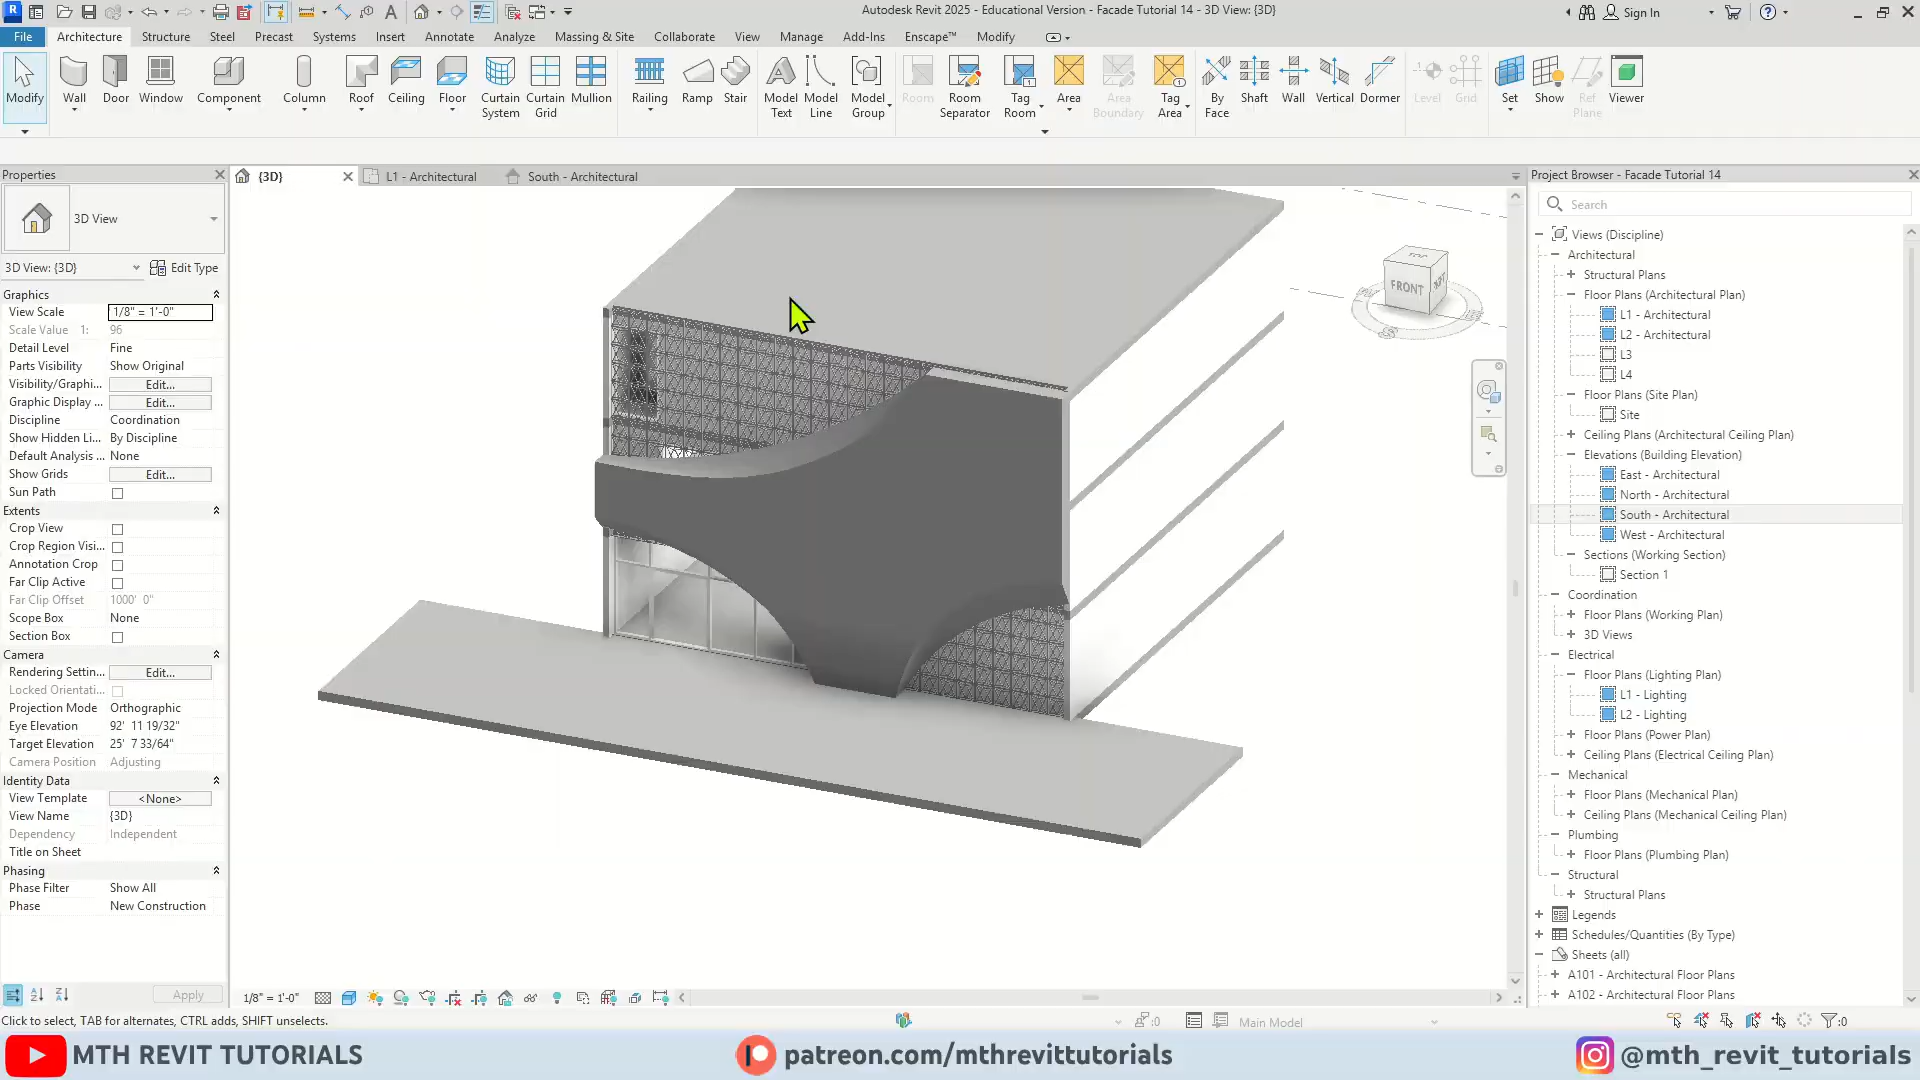 Autodesk Revit 2025 - Educational Version - Facade Tutorial 14 - 3D View: {3D}
Sign In
File Architecture Structure Steel Precast Systems Insert Annotate Analyze Massing & Site Collaborate View Manage Add-Ins Enscape™ Modify
Modify Wall Door Window Component Column Roof Ceiling Floor Curtain System Curtain Grid Mullion Railing Ramp Stair Model Text Model Line Model Group Room Room Separator Tag Room Area Area Boundary Tag Area By Face Shaft Wall Vertical Dormer Level Grid Set Show Ref Plane Viewer
Properties
{3D}
L1 - Architectural
South - Architectural
Project Browser - Facade Tutorial 14
3D View
3D View: {3D}
Edit Type
Graphics
View Scale 1/8" = 1'-0"
Scale Value 1: 96
Detail Level Fine
Parts Visibility Show Original
Visibility/Graphi... Edit...
Graphic Display ... Edit...
Discipline Coordination
Show Hidden Li... By Discipline
Default Analysis ... None
Show Grids Edit...
Sun Path
Extents
Crop View
Crop Region Visi...
Annotation Crop
Far Clip Active
Far Clip Offset 1000' 0"
Scope Box None
Section Box
Camera
Rendering Settin... Edit...
Locked Orientati...
Projection Mode Orthographic
Eye Elevation 92' 11 19/32"
Target Elevation 25' 7 33/64"
Camera Position Adjusting
Identity Data
View Template <None>
View Name {3D}
Dependency Independent
Title on Sheet
Phasing
Phase Filter Show All
Phase New Construction
Apply
TOP
FRONT
Search
Views (Discipline)
Architectural
Structural Plans
Floor Plans (Architectural Plan)
L1 - Architectural
L2 - Architectural
L3
L4
Floor Plans (Site Plan)
Site
Ceiling Plans (Architectural Ceiling Plan)
Elevations (Building Elevation)
East - Architectural
North - Architectural
South - Architectural
West - Architectural
Sections (Working Section)
Section 1
Coordination
Floor Plans (Working Plan)
3D Views
Electrical
Floor Plans (Lighting Plan)
L1 - Lighting
L2 - Lighting
Floor Plans (Power Plan)
Ceiling Plans (Electrical Ceiling Plan)
Mechanical
Floor Plans (Mechanical Plan)
Ceiling Plans (Mechanical Ceiling Plan)
Plumbing
Floor Plans (Plumbing Plan)
Structural
Structural Plans
Legends
Schedules/Quantities (By Type)
Sheets (all)
A101 - Architectural Floor Plans
A102 - Architectural Floor Plans
1/8" = 1'-0"
Click to select, TAB for alternates, CTRL adds, SHIFT unselects.
:0
Main Model
:0
MTH REVIT TUTORIALS
patreon.com/mthrevittutorials
@mth_revit_tutorials